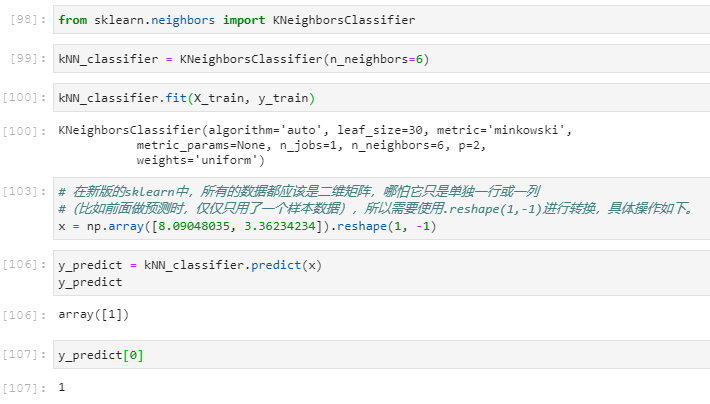 [98]: from sklearn.neighbors import KNeighborsClassifier
[99]: kNN_classifier = KNeighborsClassifier(n_neighbors=6)
[100]: kNN_classifier.fit(X_train, y_train)
[100]: KNeighborsClassifier(algorithm='auto', leaf_size=30, metric='minkowski',
metric_params=None, n_jobs=1, n_neighbors=6, p=2,
weights='uniform')
[103]: # 在新版的sklearn中，所有的数据都应该是二维矩阵，哪怕它只是单独一行或一列
#（比如前面做预测时，仅仅只用了一个样本数据），所以需要使用.reshape(1,-1)进行转换，具体操作如下。
x = np.array([8.09048035, 3.36234234]).reshape(1, -1)
[106]: y_predict = kNN_classifier.predict(x)
y_predict
[106]: array([1])
[107]: y_predict[0]
[107]: 1